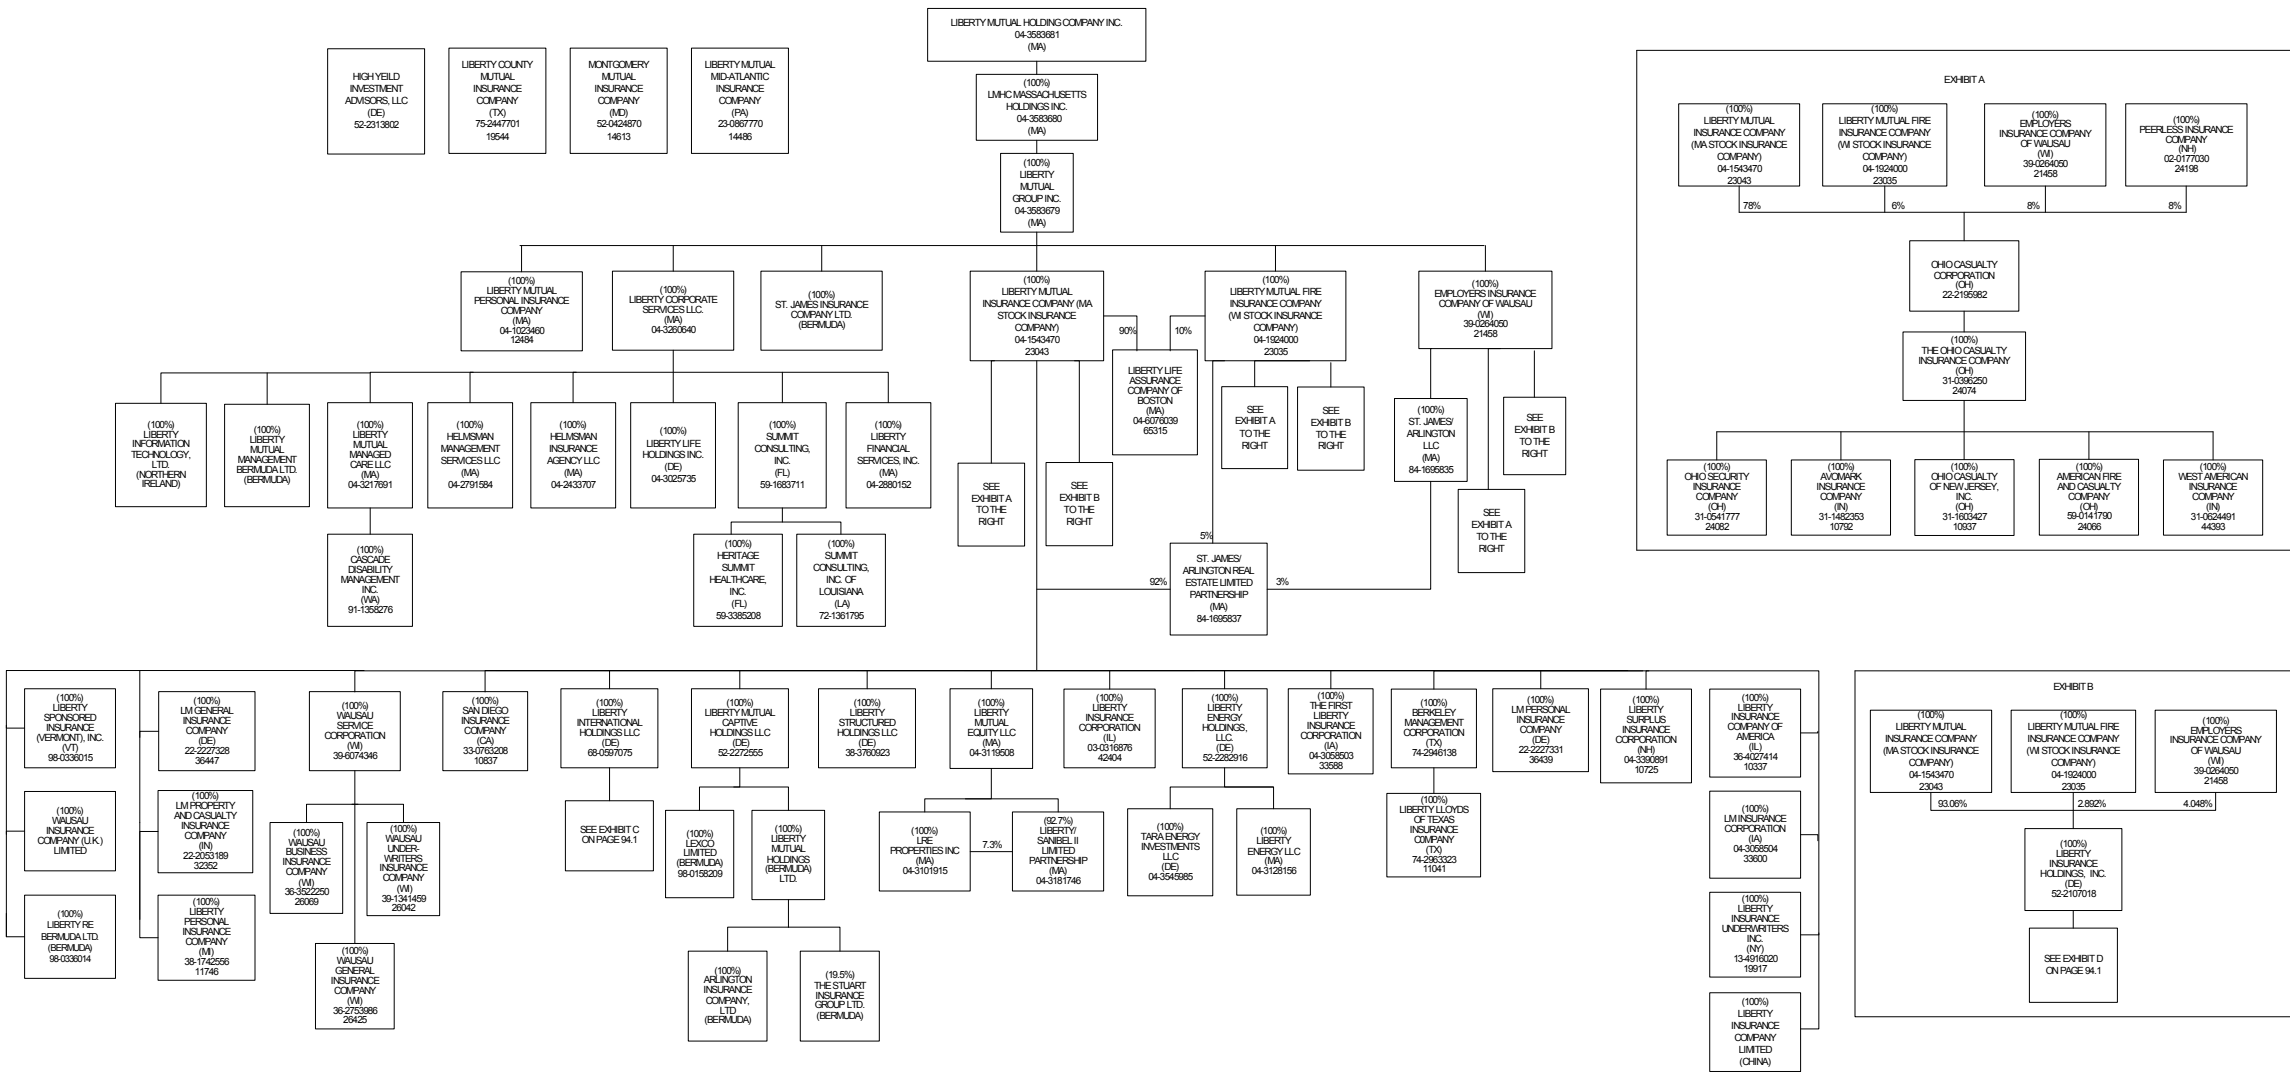 LIBERTY MUTUAL HOLDING COMPANY INC.
04-3583681
(MA)
HIGH YEILD
INVESTMENT
ADVISORS, LLC
(DE)
52-2313802
LIBERTY COUNTY
MUTUAL
INSURANCE
COMPANY
(TX)
75-2447701
19544
MONTGOMERY
MUTUAL
INSURANCE
COMPANY
(MD)
52-0424870
14613
LIBERTY MUTUAL
MID-ATLANTIC
INSURANCE
COMPANY
(PA)
23-0867770
14486
(100%)
LMHC MASSACHUSETTS
HOLDINGS INC.
04-3583680
(MA)
(100%)
LIBERTY
MUTUAL
GROUP INC.
04-3583679
(MA)
(100%)
LIBERTY MUTUAL
PERSONAL INSURANCE
COMPANY
(MA)
04-1023460
12484
(100%)
LIBERTY CORPORATE
SERVICES LLC.
(MA)
04-3260640
(100%)
ST. JAMES INSURANCE
COMPANY LTD.
(BERMUDA)
(100%)
LIBERTY MUTUAL
INSURANCE COMPANY (MA
STOCK INSURANCE
COMPANY)
04-1543470
23043
90%
10%
(100%)
LIBERTY MUTUAL FIRE
INSURANCE COMPANY
(WI STOCK INSURANCE
COMPANY)
04-1924000
23035
(100%)
EMPLOYERS INSURANCE
COMPANY OF WAUSAU
(WI)
39-0264050
21458
LIBERTY LIFE
ASSURANCE
COMPANY OF
BOSTON
(MA)
04-6076039
65315
SEE
EXHIBIT A
TO THE
RIGHT
SEE
EXHIBIT B
TO THE
RIGHT
(100%)
ST. JAMES/
ARLINGTON
LLC
(MA)
84-1695835
SEE
EXHIBIT B
TO THE
RIGHT
(100%)
LIBERTY
INFORMATION
TECHNOLOGY,
LTD.
(NORTHERN
IRELAND)
(100%)
LIBERTY
MUTUAL
MANAGEMENT
BERMUDA LTD.
(BERMUDA)
(100%)
LIBERTY
MUTUAL
MANAGED
CARE LLC
(MA)
04-3217691
(100%)
HELMSMAN
MANAGEMENT
SERVICES LLC
(MA)
04-2791584
(100%)
HELMSMAN
INSURANCE
AGENCY LLC
(MA)
04-2433707
(100%)
LIBERTY LIFE
HOLDINGS INC.
(DE)
04-3025735
(100%)
SUMMIT
CONSULTING,
INC.
(FL)
59-1683711
(100%)
LIBERTY
FINANCIAL
SERVICES, INC.
(MA)
04-2880152
SEE
EXHIBIT A
TO THE
RIGHT
SEE
EXHIBIT B
TO THE
RIGHT
SEE
EXHIBIT A
TO THE
RIGHT
(100%)
CASCADE
DISABILITY
MANAGEMENT
INC.
(WA)
91-1358276
(100%)
HERITAGE
SUMMIT
HEALTHCARE,
INC.
(FL)
59-3385208
(100%)
SUMMIT
CONSULTING,
INC. OF
LOUISIANA
(LA)
72-1361795
5%
92%
3%
ST. JAMES/
ARLINGTON REAL
ESTATE LIMITED
PARTNERSHIP
(MA)
84-1695837
EXHIBIT A
(100%)
LIBERTY MUTUAL
INSURANCE COMPANY
(MA STOCK INSURANCE
COMPANY)
04-1543470
23043
(100%)
LIBERTY MUTUAL FIRE
INSURANCE COMPANY
(WI STOCK INSURANCE
COMPANY)
04-1924000
23035
(100%)
EMPLOYERS
INSURANCE COMPANY
OF WAUSAU
(WI)
39-0264050
21458
(100%)
PEERLESS INSURANCE
COMPANY
(NH)
02-0177030
24198
78%
6%
8%
8%
OHIO CASUALTY
CORPORATION
(OH)
22-2195982
(100%)
THE OHIO CASUALTY
INSURANCE COMPANY
(OH)
31-0396250
24074
(100%)
OHIO SECURITY
INSURANCE
COMPANY
(OH)
31-0541777
24082
(100%)
AVOMARK
INSURANCE
COMPANY
(IN)
31-1482353
10792
(100%)
OHIO CASUALTY
OF NEW JERSEY,
INC.
(OH)
31-1603427
10937
(100%)
AMERICAN FIRE
AND CASUALTY
COMPANY
(OH)
59-0141790
24066
(100%)
WEST AMERICAN
INSURANCE
COMPANY
(IN)
31-0624491
44393
(100%)
LIBERTY
SPONSORED
INSURANCE
(VERMONT), INC.
(VT)
98-0336015
(100%)
WAUSAU
INSURANCE
COMPANY (U.K.)
LIMITED
(100%)
LIBERTY RE
BERMUDA LTD.
(BERMUDA)
98-0336014
(100%)
LM GENERAL
INSURANCE
COMPANY
(DE)
22-2227328
36447
(100%)
LM PROPERTY
AND CASUALTY
INSURANCE
COMPANY
(IN)
22-2053189
32352
(100%)
LIBERTY
PERSONAL
INSURANCE
COMPANY
(MI)
38-1742556
11746
(100%)
WAUSAU
SERVICE
CORPORATION
(WI)
39-6074346
(100%)
WAUSAU
BUSINESS
INSURANCE
COMPANY
(WI)
36-3522250
26069
(100%)
WAUSAU
UNDER-
WRITERS
INSURANCE
COMPANY
(WI)
39-1341459
26042
(100%)
WAUSAU
GENERAL
INSURANCE
COMPANY
(WI)
36-2753986
26425
(100%)
SAN DIEGO
INSURANCE
COMPANY
(CA)
33-0763208
10837
(100%)
LIBERTY
INTERNATIONAL
HOLDINGS LLC
(DE)
68-0597075
SEE EXHIBIT C
ON PAGE 94.1
(100%)
LIBERTY MUTUAL
CAPTIVE
HOLDINGS LLC
(DE)
52-2272555
(100%)
LEXCO
LIMITED
(BERMUDA)
98-0158209
(100%)
LIBERTY
MUTUAL
HOLDINGS
(BERMUDA)
LTD.
(100%)
ARLINGTON
INSURANCE
COMPANY,
LTD
(BERMUDA)
(19.5%)
THE STUART
INSURANCE
GROUP LTD.
(BERMUDA)
(100%)
LIBERTY
STRUCTURED
HOLDINGS LLC
(DE)
38-3760923
(100%)
LIBERTY
MUTUAL
EQUITY LLC
(MA)
04-3119508
(100%)
LRE
PROPERTIES INC
(MA)
04-3101915
7.3%
(92.7%)
LIBERTY/
SANIBEL II
LIMITED
PARTNERSHIP
(MA)
04-3181746
(100%)
LIBERTY
INSURANCE
CORPORATION
(IL)
03-0316876
42404
(100%)
LIBERTY
ENERGY
HOLDINGS,
LLC.
(DE)
52-2282916
(100%)
TARA ENERGY
INVESTMENTS
LLC
(DE)
04-3545985
(100%)
LIBERTY
ENERGY LLC
(MA)
04-3128156
(100%)
THE FIRST
LIBERTY
INSURANCE
CORPORATION
(IA)
04-3058503
33588
(100%)
BERKELEY
MANAGEMENT
CORPORATION
(TX)
74-2946138
(100%)
LIBERTY LLOYDS
OF TEXAS
INSURANCE
COMPANY
(TX)
74-2963323
11041
(100%)
LM PERSONAL
INSURANCE
COMPANY
(DE)
22-2227331
36439
(100%)
LIBERTY
SURPLUS
INSURANCE
CORPORATION
(NH)
04-3390891
10725
(100%)
LIBERTY
INSURANCE
COMPANY OF
AMERICA
(IL)
36-4027414
10337
(100%)
LM INSURANCE
CORPORATION
(IA)
04-3058504
33600
(100%)
LIBERTY
INSURANCE
UNDERWRITERS
INC.
(NY)
13-4916020
19917
(100%)
LIBERTY
INSURANCE
COMPANY
LIMITED
(CHINA)
EXHIBIT B
(100%)
LIBERTY MUTUAL
INSURANCE COMPANY
(MA STOCK INSURANCE
COMPANY)
04-1543470
23043
(100%)
LIBERTY MUTUAL FIRE
INSURANCE COMPANY
(WI STOCK INSURANCE
COMPANY)
04-1924000
23035
(100%)
EMPLOYERS
INSURANCE COMPANY
OF WAUSAU
(WI)
39-0264050
21458
93.06%
2.892%
4.048%
(100%)
LIBERTY
INSURANCE
HOLDINGS, INC.
(DE)
52-2107018
SEE EXHIBIT D
ON PAGE 94.1